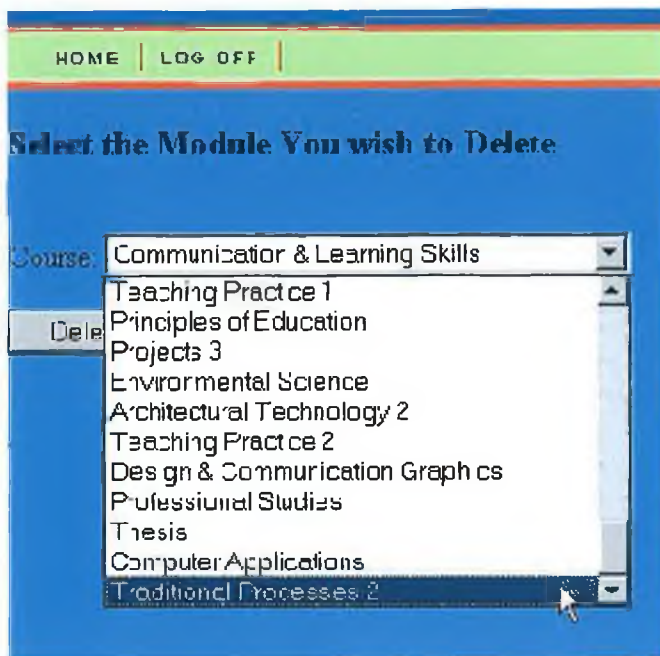 HOME | LOG OFF |
Select the Module You wish to Delete
Course: Communication & Learning Skills
Teaching Practice 1
Dele
Principles of Education
Projects 3
Environmental Science
Architectural Technology 2
Teaching Practice 2
Design & Communication Graphics
Professional Studies
Thesis
Computer Applications
Traditional Processes 2